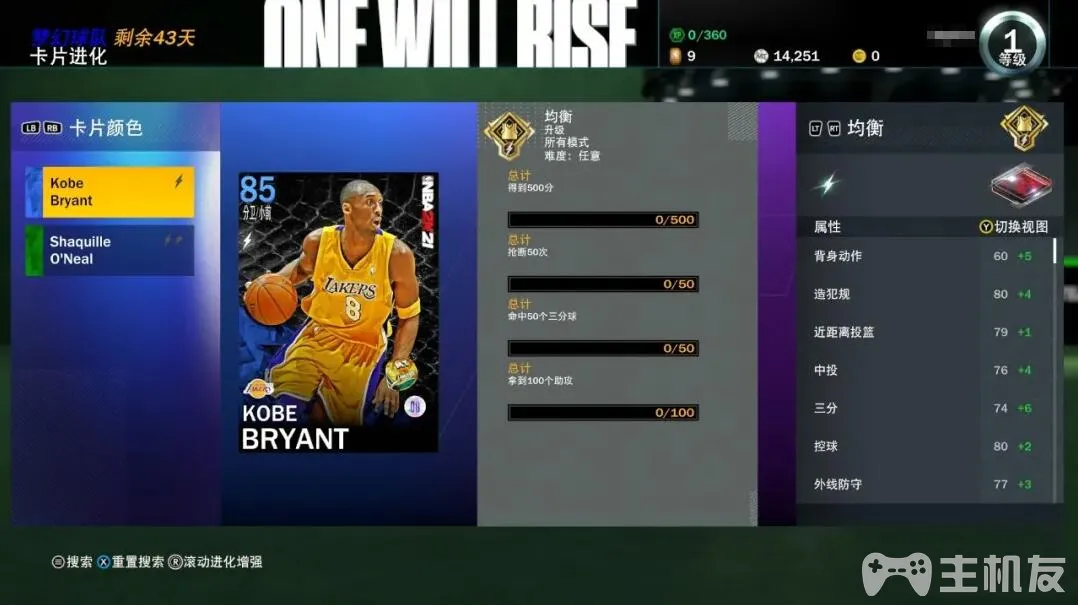 梦幻球队 剩余43天
卡片进化
ONE WILL RISE
XP 0/360
9
MT 14,251
0
1
等级
LB RB 卡片颜色
Kobe
Bryant
Shaquille
O'Neal
85
分卫/小前
NBA2K21
LAKERS
8
LAKERS
KOBE
BRYANT
均衡
升级
所有模式
难度：任意
总计
得到500分
0/500
总计
抢断50次
0/50
总计
命中50个三分球
0/50
总计
拿到100个助攻
0/100
LT RT 均衡
属性 Y切换视图
背身动作 60 +5
造犯规 80 +4
近距离投篮 79 +1
中投 76 +4
三分 74 +6
控球 80 +2
外线防守 77 +3
搜索 X重置搜索 R滚动进化增强
主机友